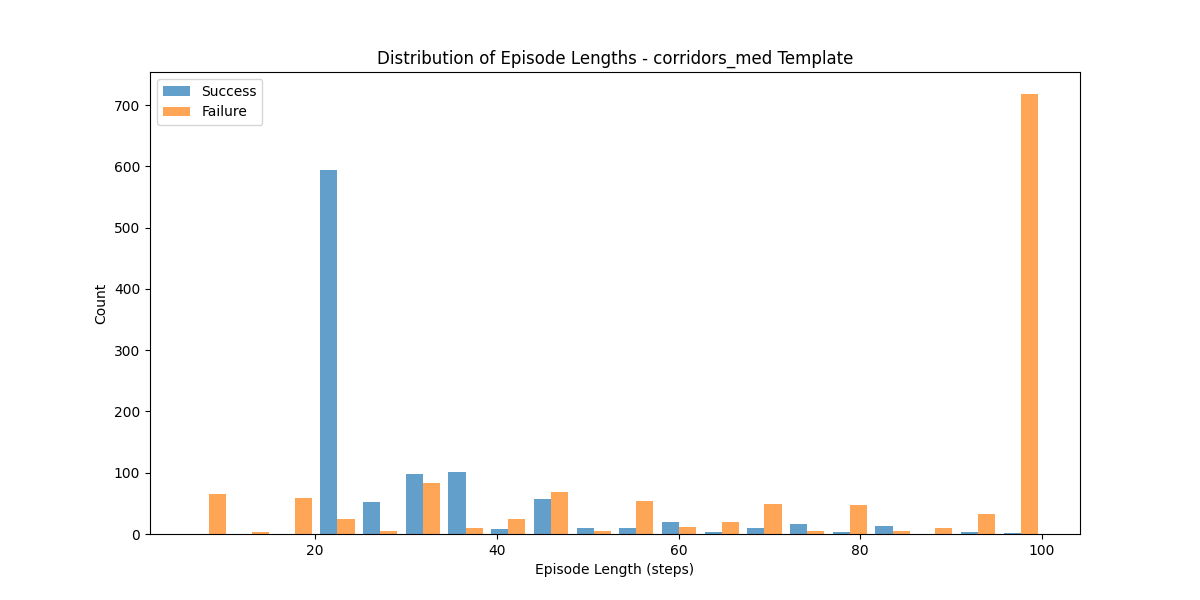 Distribution of Episode Lengths - corridors_med Template
Success
Failure
700
600
500
400
300
200
100
0
Count
20
40
60
80
100
Episode Length (steps)